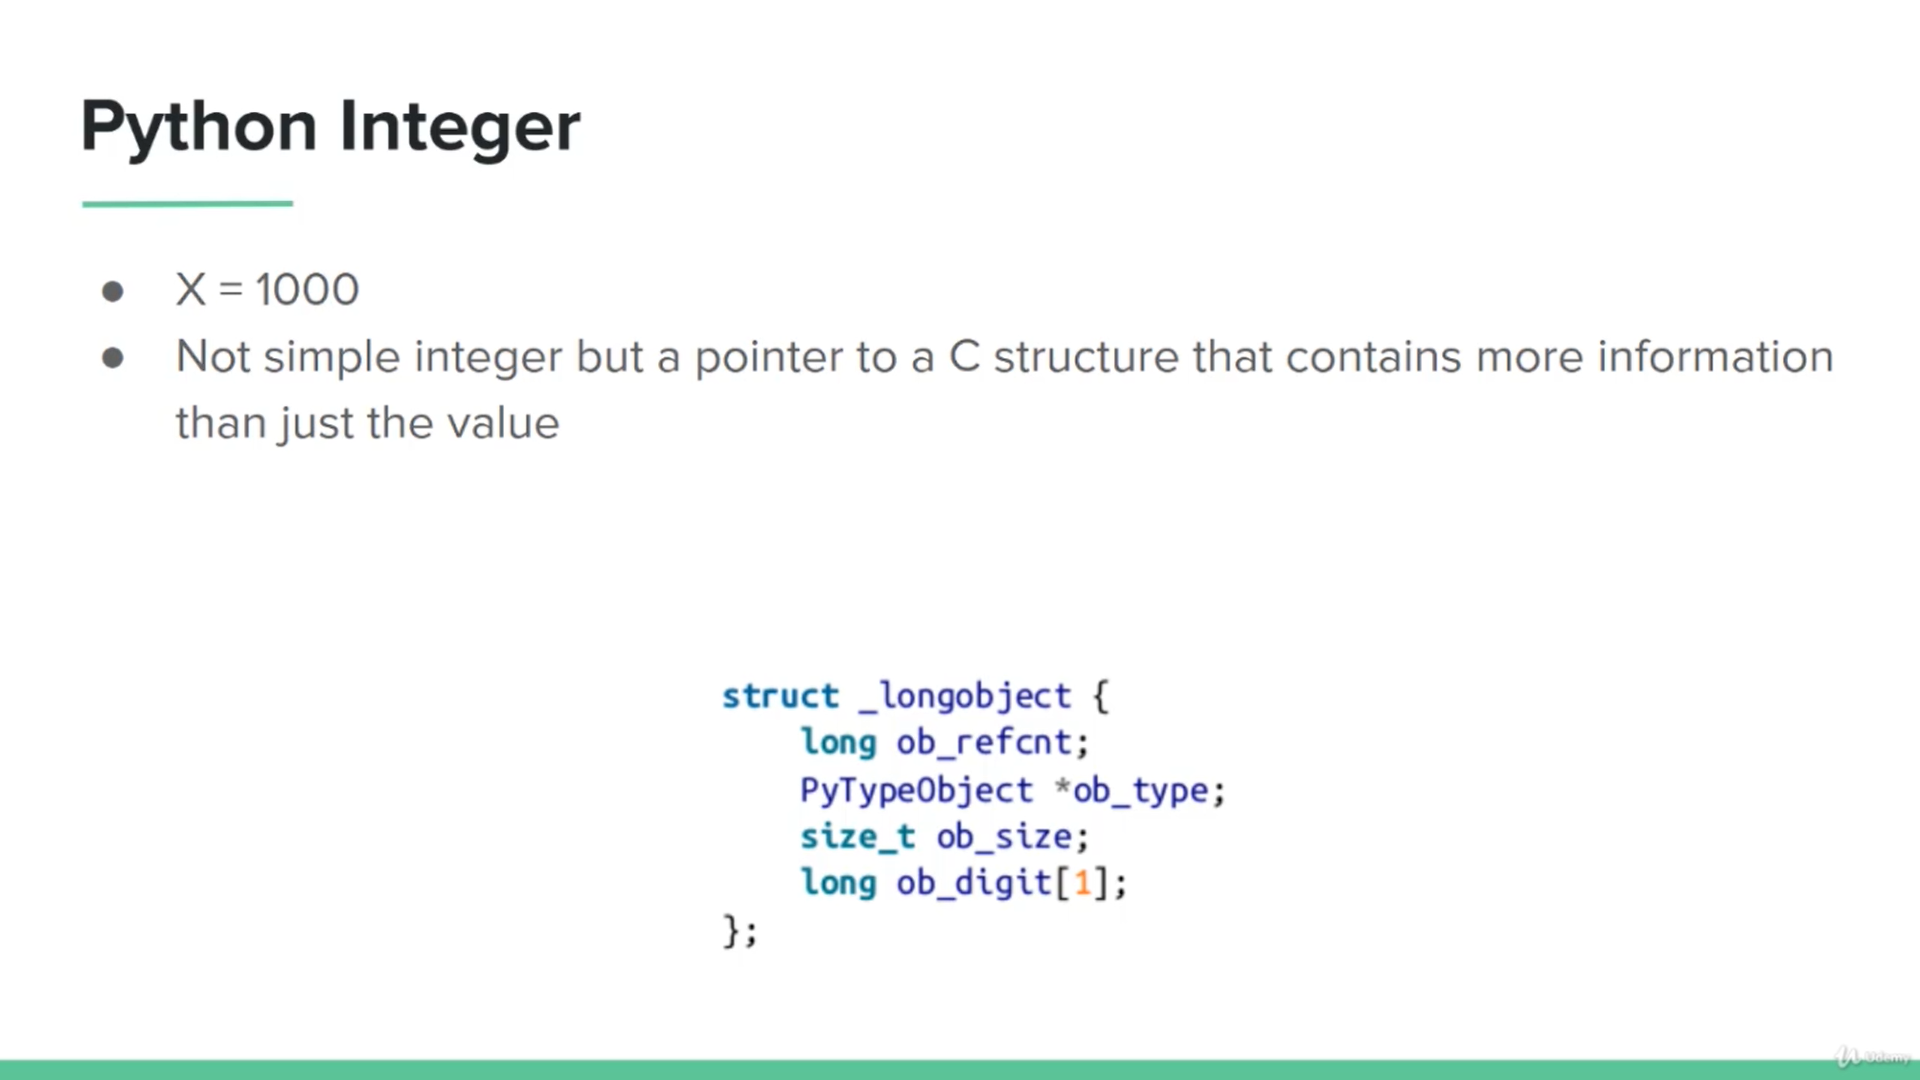 Python Integer
● X = 1000
● Not simple integer but a pointer to a C structure that contains more information
than just the value
struct _longobject {
    long ob_refcnt;
    PyTypeObject *ob_type;
    size_t ob_size;
    long ob_digit[1];
};
Udemy